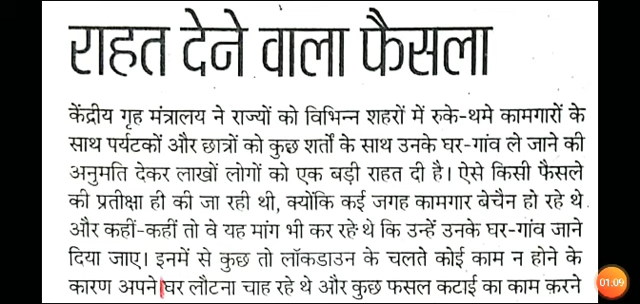 राहत देने वाला फैसला
केंद्रीय गृह मंत्रालय ने राज्यों को विभिन्न शहरों में रुके-थमे कामगारों के
साथ पर्यटकों और छात्रों को कुछ शर्तों के साथ उनके घर-गांव ले जाने की
अनुमति देकर लाखों लोगों को एक बड़ी राहत दी है। ऐसे किसी फैसले
की प्रतीक्षा ही की जा रही थी, क्योंकि कई जगह कामगार बेचैन हो रहे थे
और कहीं-कहीं तो वे यह मांग भी कर रहे थे कि उन्हें उनके घर-गांव जाने
दिया जाए। इनमें से कुछ तो लॉकडाउन के चलते कोई काम न होने के
कारण अपने घर लौटना चाह रहे थे और कुछ फसल कटाई का काम करने
01:09